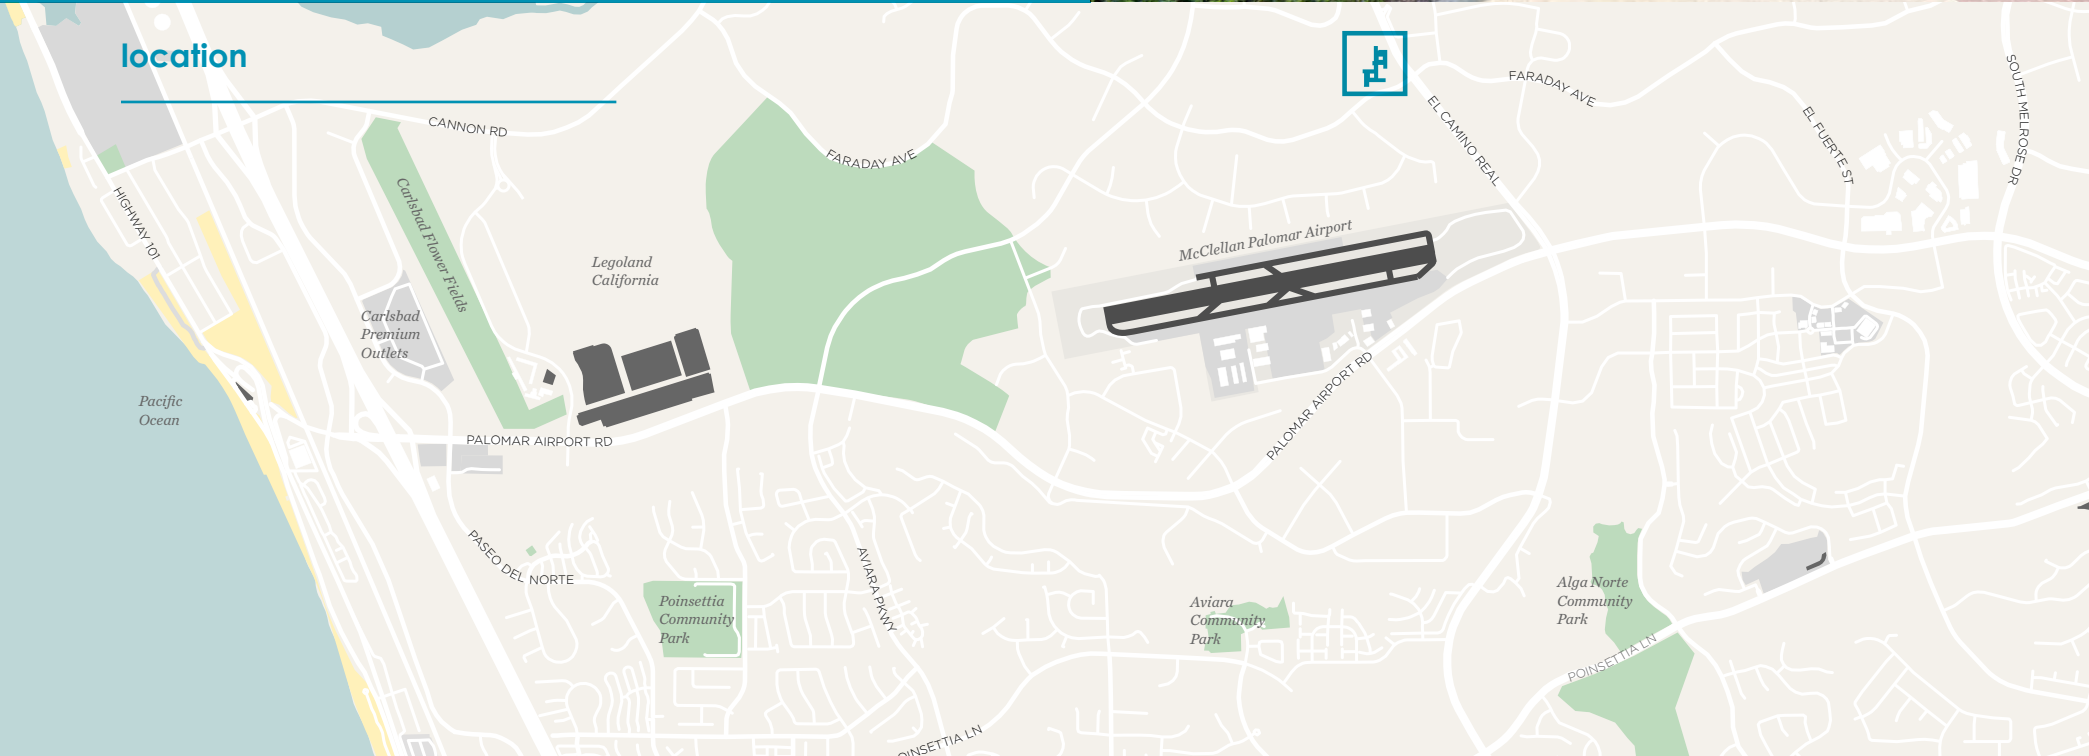 location
CANNON RD
FARADAY AVE
FARADAY AVE
EL CAMINO REAL
EL FUERTE ST
SOUTH MELROSE DR
HIGHWAY 101
Carlsbad Flower Fields
Legoland
California
McClellan Palomar Airport
Carlsbad
Premium
Outlets
Pacific
Ocean
PALOMAR AIRPORT RD
PALOMAR AIRPORT RD
PASEO DEL NORTE
AVIARA PKWY
Poinsettia
Community
Park
Aviara
Community
Park
Alga Norte
Community
Park
POINSETTIA LN
OINSETTIA LN